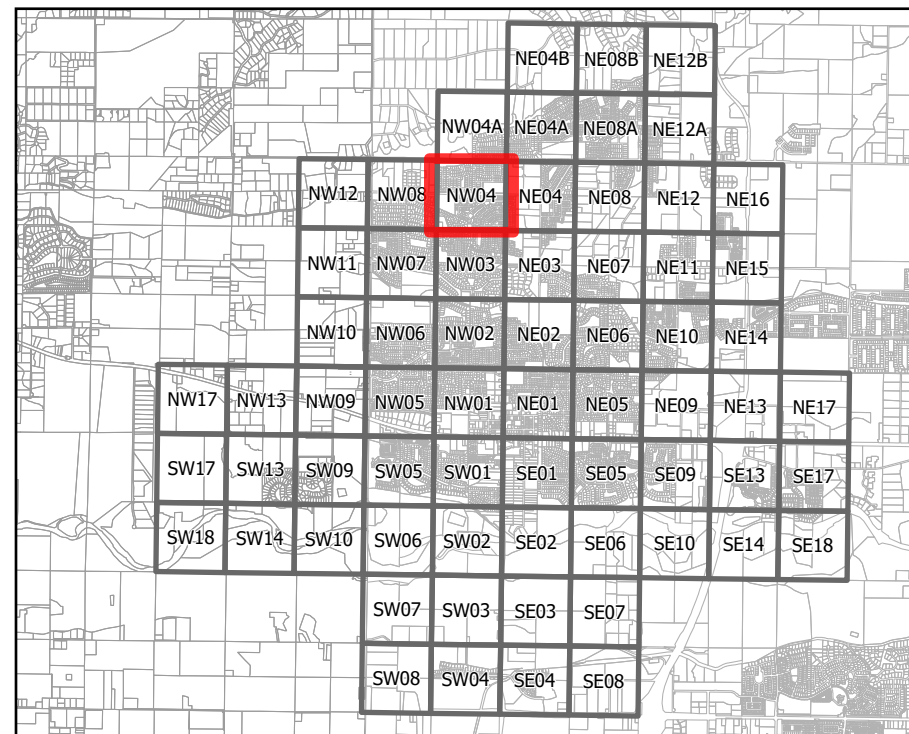 NE04B NE08B NE12B
NW04A NE04A NE08A NE12A
NW12 NW08 NW04 NE04 NE08 NE12 NE16
NW11 NW07 NW03 NE03 NE07 NE11 NE15
NW10 NW06 NW02 NE02 NE06 NE10 NE14
NW17 NW13 NW09 NW05 NW01 NE01 NE05 NE09 NE13 NE17
SW17 SW13 SW09 SW05 SW01 SE01 SE05 SE09 SE13 SE17
SW18 SW14 SW10 SW06 SW02 SE02 SE06 SE10 SE14 SE18
SW07 SW03 SE03 SE07
SW08 SW04 SE04 SE08